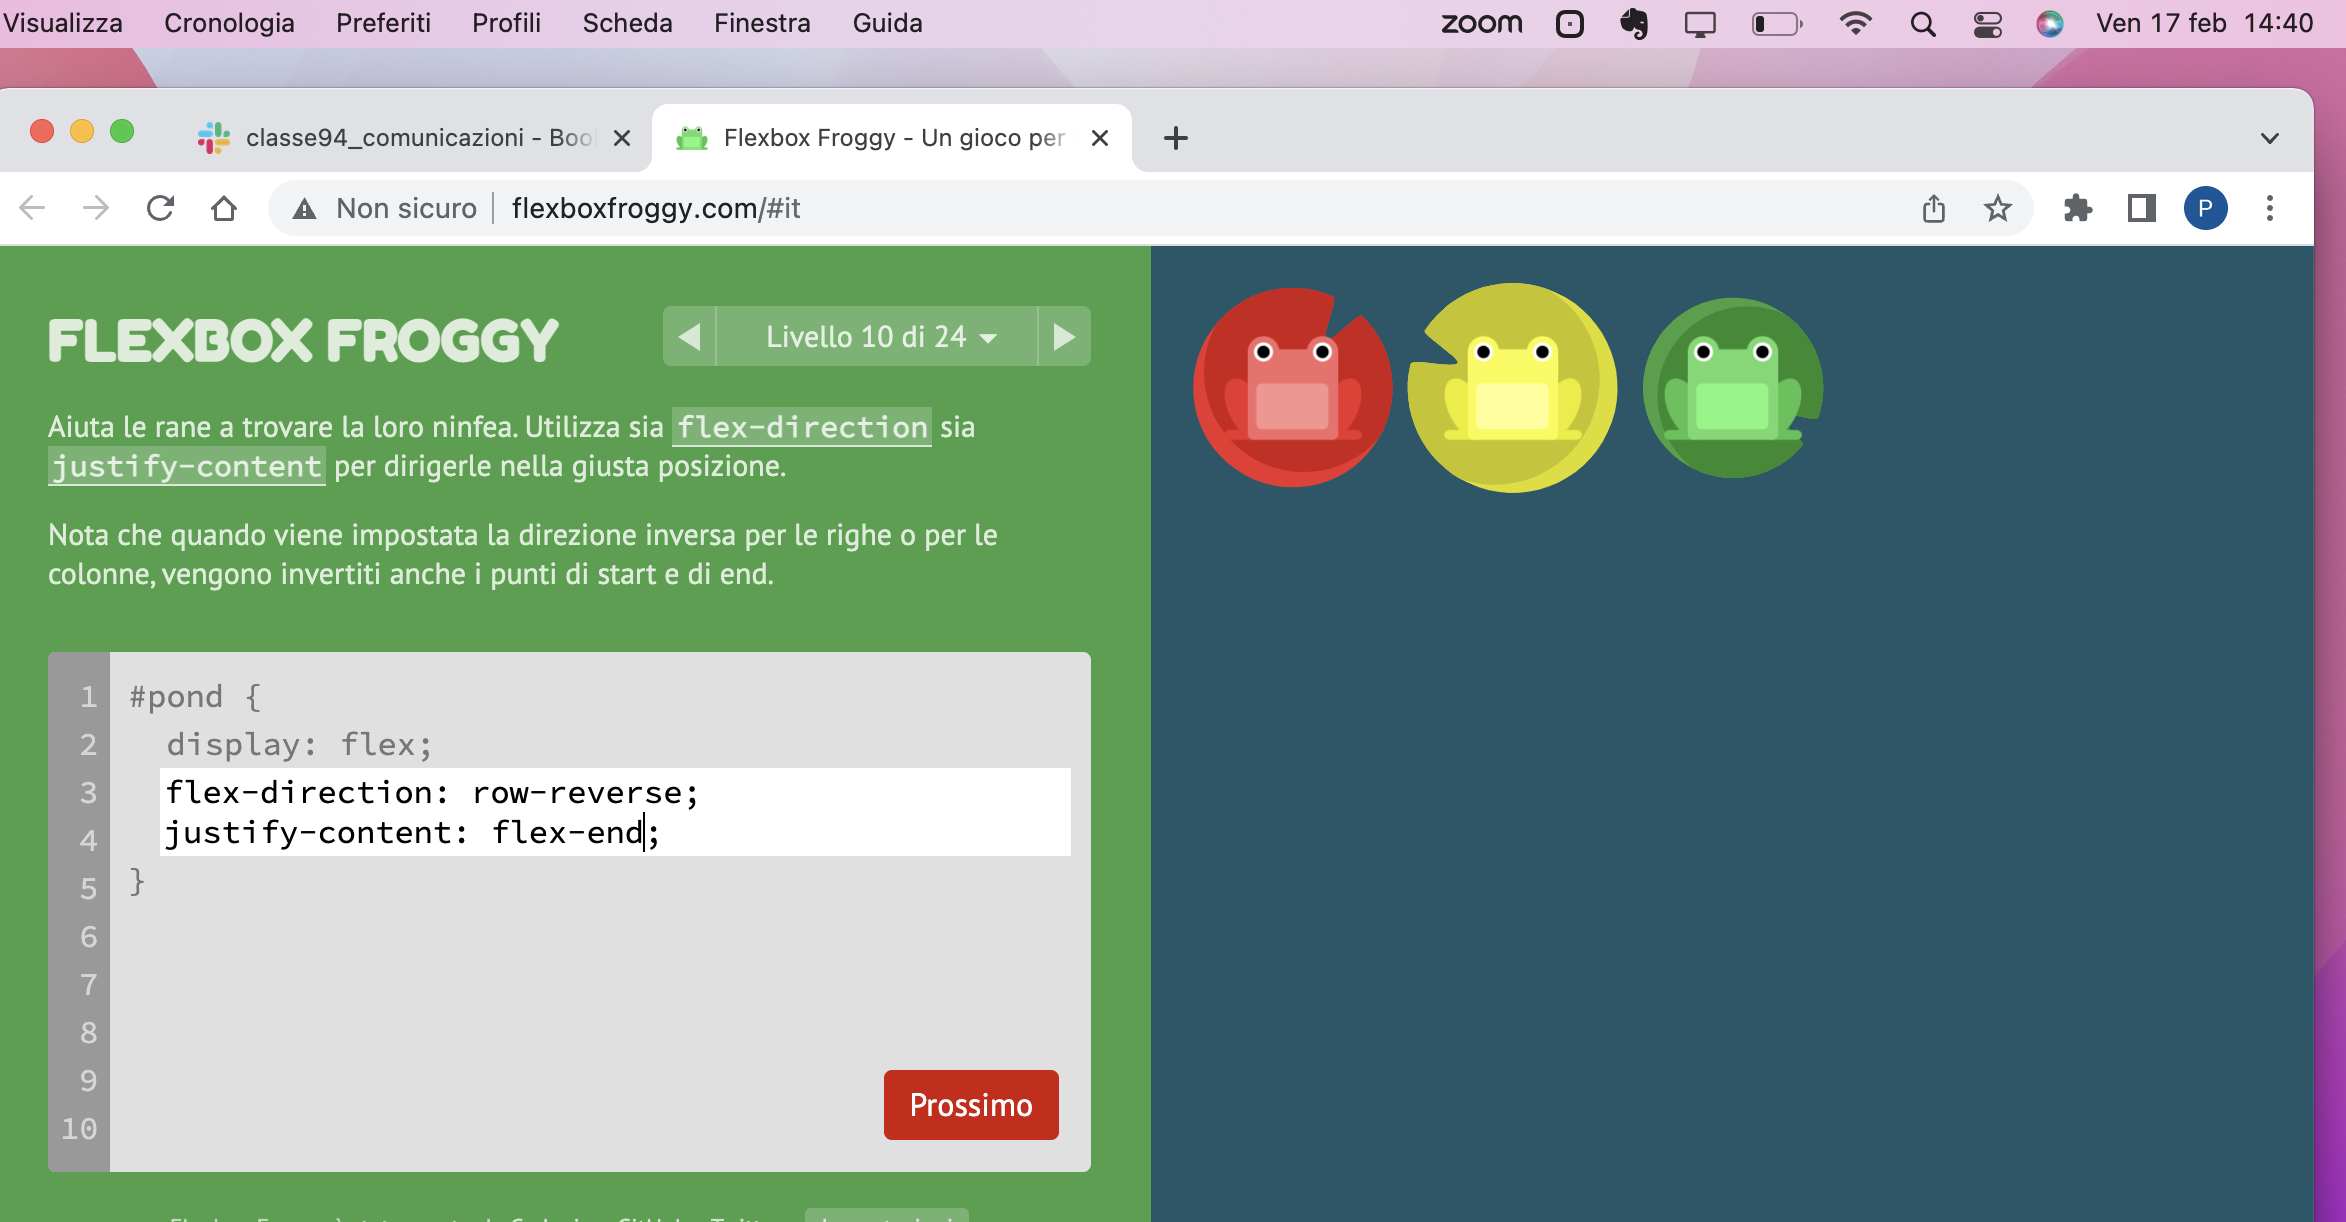 Visualizza Cronologia Preferiti Profili Scheda Finestra Guida zoom Ven 17 feb 14:40
classe94_comunicazioni - Boo Flexbox Froggy - Un gioco per
Non sicuro flexboxfroggy.com/#it P
FLEXBOX FROGGY
Livello 10 di 24
Aiuta le rane a trovare la loro ninfea. Utilizza sia flex-direction sia
justify-content per dirigerle nella giusta posizione.
Nota che quando viene impostata la direzione inversa per le righe o per le
colonne, vengono invertiti anche i punti di start e di end.
1 #pond {
2 display: flex;
3 flex-direction: row-reverse;
4 justify-content: flex-end;
5 }
6
7
8
9
10
Prossimo